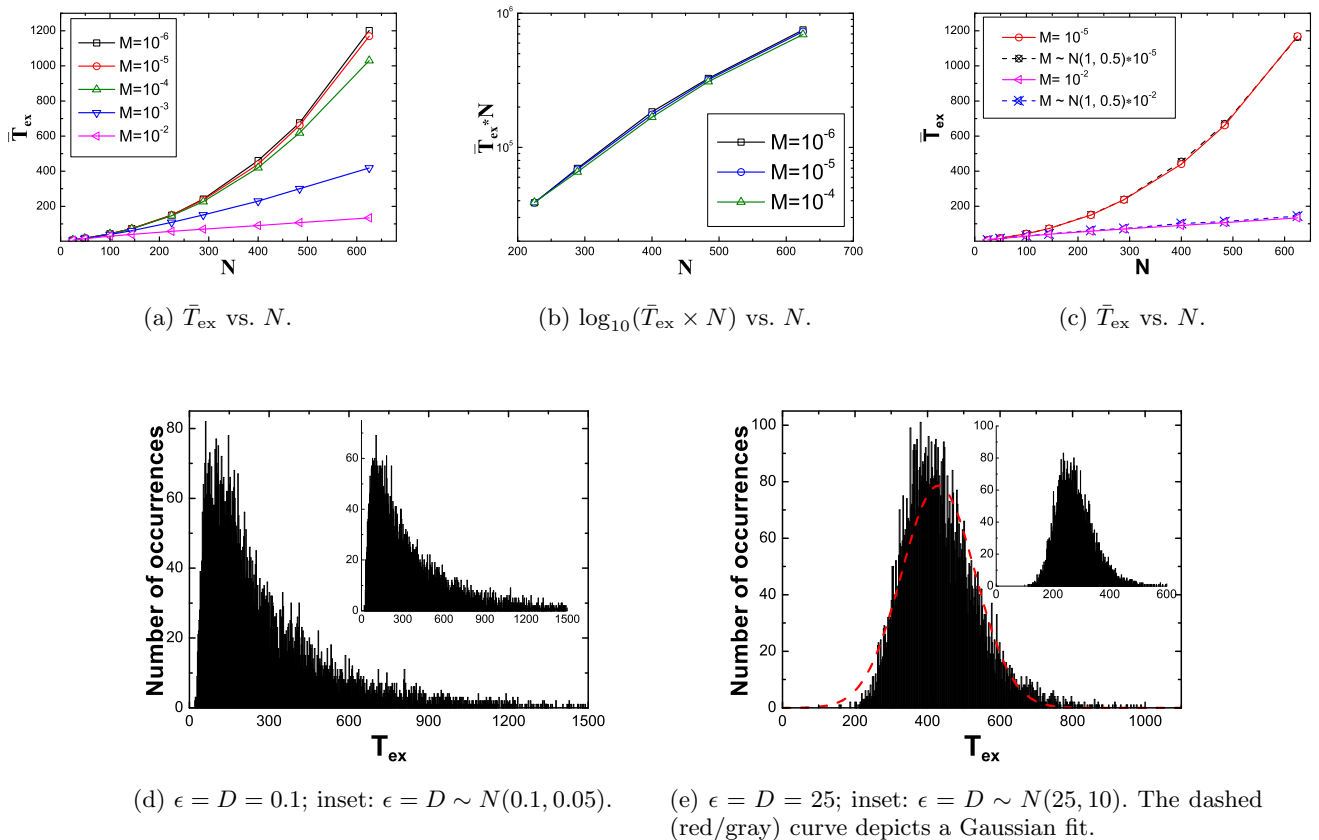 1200
1000
800
600
400
200
T̄ex
0 100 200 300 400 500 600
N
M=10-6
M=10-5
M=10-4
M=10-3
M=10-2
(a) T̄ex vs. N.
10^6
10^5
T̄ex*N
200 300 400 500 600 700
N
M=10-6
M=10-5
M=10-4
(b) log10(T̄ex × N) vs. N.
1200
1000
800
600
400
200
T̄ex
0 100 200 300 400 500 600
N
M= 10-5
M ~ N(1, 0.5)*10-5
M= 10-2
M ~ N(1, 0.5)*10-2
(c) T̄ex vs. N.
80
60
40
20
0
Number of occurrences
0 300 600 900 1200 1500
Tex
60
40
20
0
0 300 600 900 1200 1500
(d) ϵ = D = 0.1; inset: ϵ = D ∼ N(0.1, 0.05).
100
80
60
40
20
0
Number of occurrences
0 200 400 600 800 1000
Tex
100
80
60
40
20
0
0 200 400 600
(e) ϵ = D = 25; inset: ϵ = D ∼ N(25, 10). The dashed
(red/gray) curve depicts a Gaussian fit.